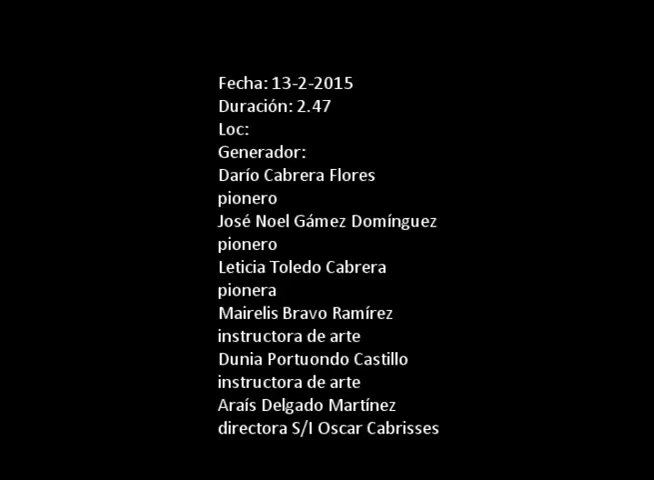 Fecha: 13-2-2015
Duración: 2.47
Loc:
Generador:
Darío Cabrera Flores
pionero
José Noel Gámez Domínguez
pionero
Leticia Toledo Cabrera
pionera
Mairelis Bravo Ramírez
instructora de arte
Dunia Portuondo Castillo
instructora de arte
Araís Delgado Martínez
directora S/I Oscar Cabrisses